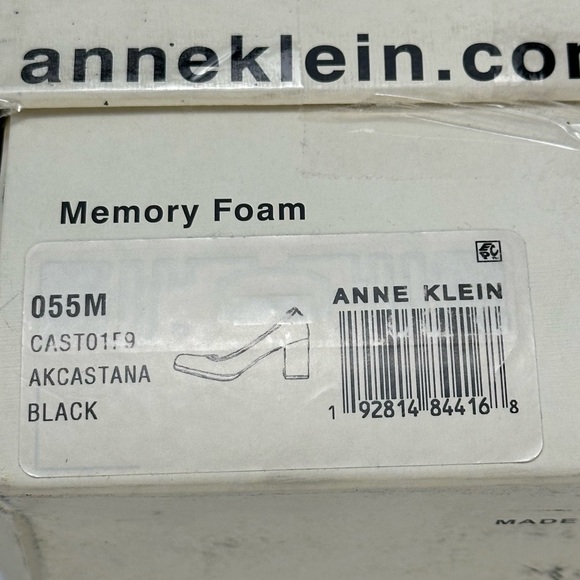 anneklein.co
Memory Foam
055M
CAST01F9
AKCASTANA
BLACK
ANNE KLEIN
1 92814 84416 8
MADE